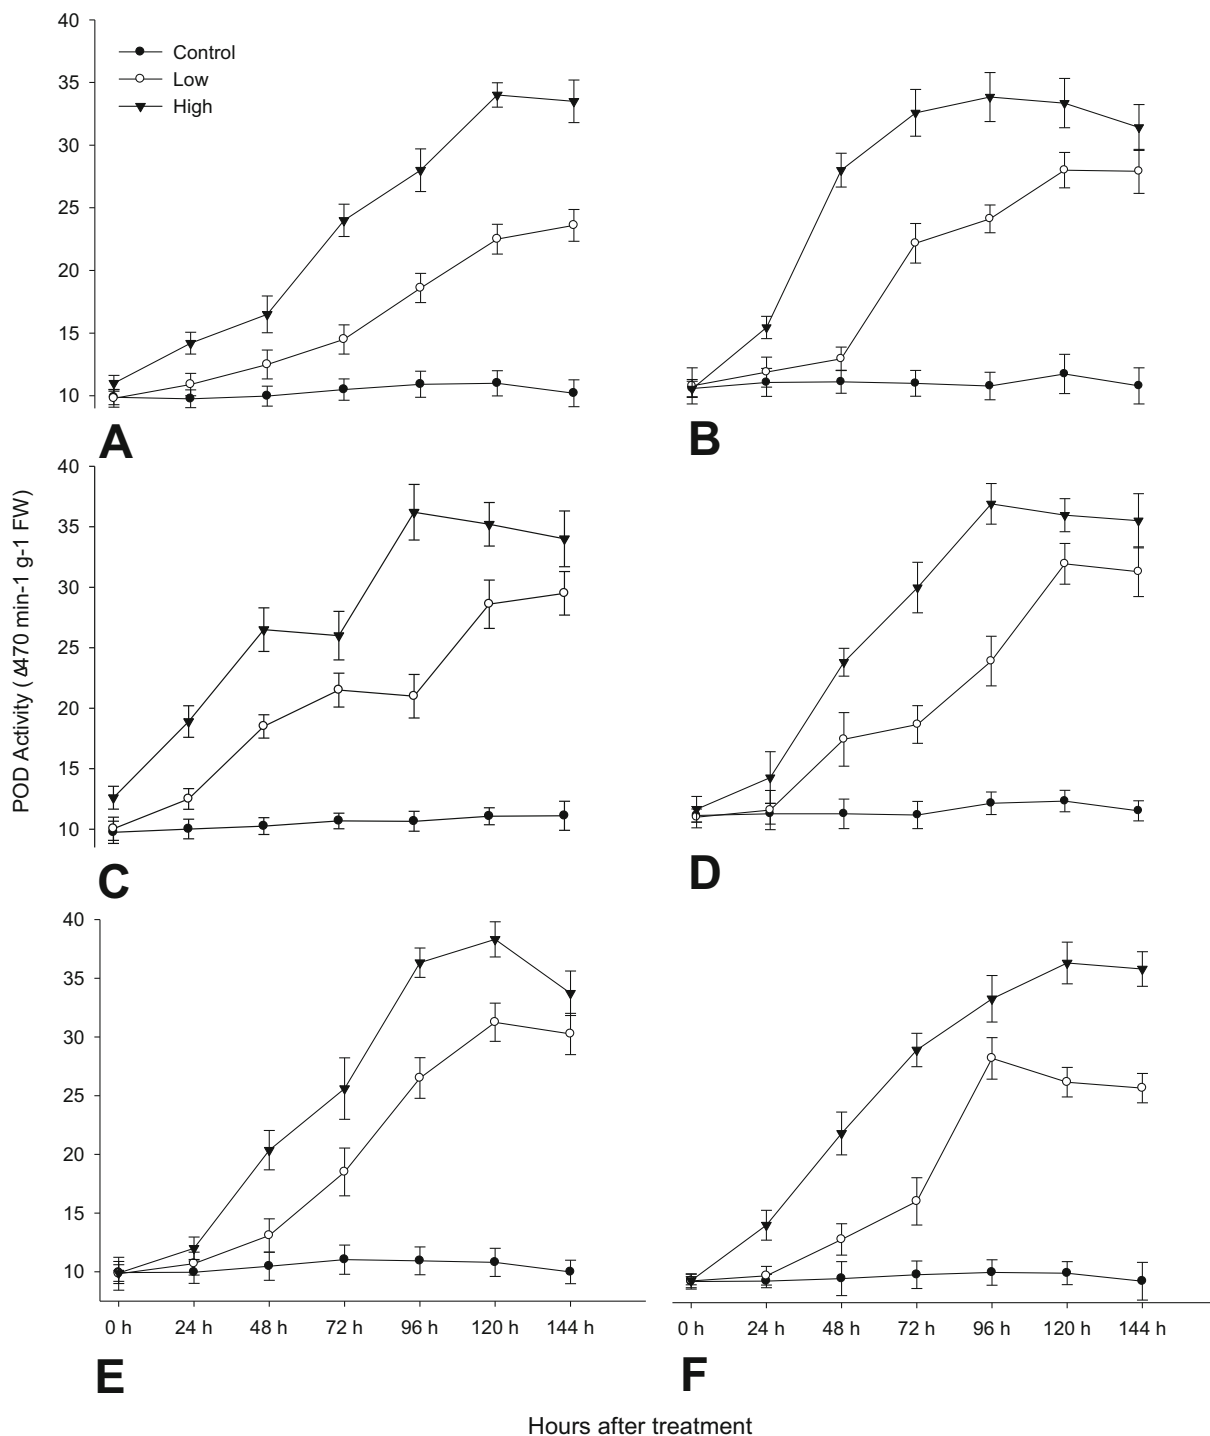 40
35
30
25
20
15
10
Control
Low
High
A
B
POD Activity ( Δ470 min-1 g-1 FW)
40
35
30
25
20
15
10
C
D
40
35
30
25
20
15
10
0 h 24 h 48 h 72 h 96 h 120 h 144 h
0 h 24 h 48 h 72 h 96 h 120 h 144 h
E
F
Hours after treatment